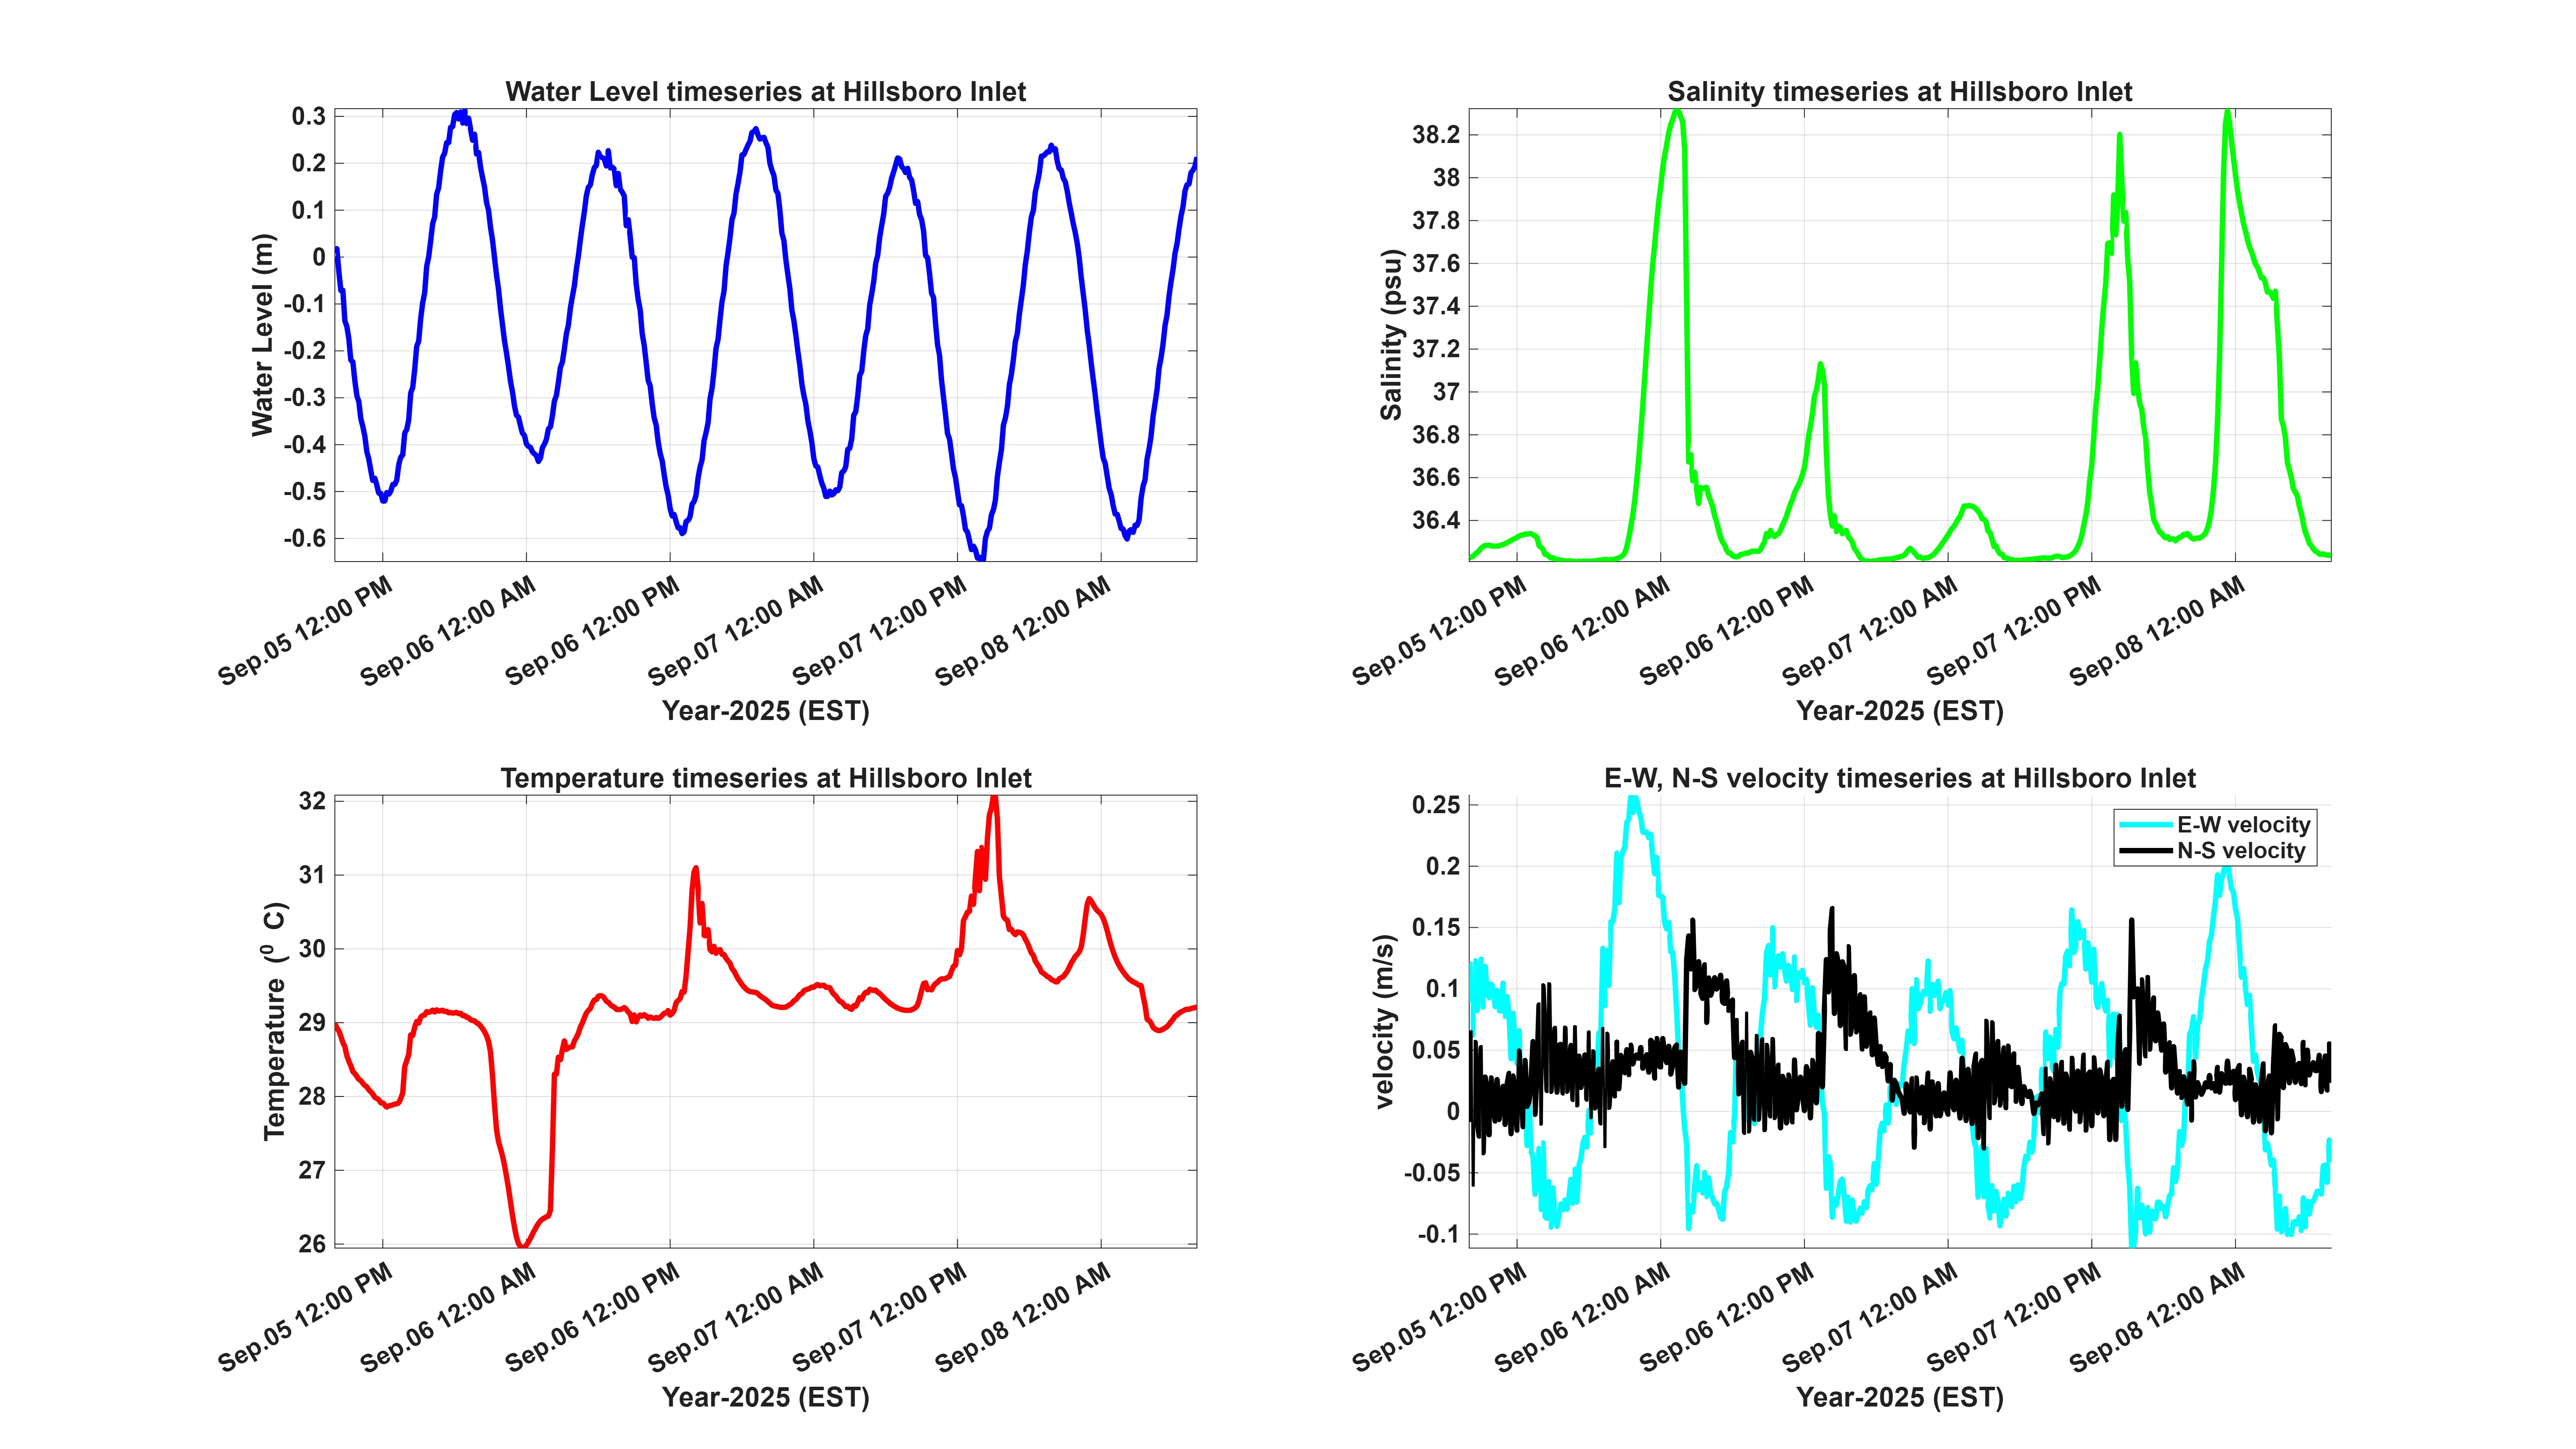 Water Level timeseries at Hillsboro Inlet
Water Level (m)
0.3
0.2
0.1
0
-0.1
-0.2
-0.3
-0.4
-0.5
-0.6
Sep.05 12:00 PM
Sep.06 12:00 AM
Sep.06 12:00 PM
Sep.07 12:00 AM
Sep.07 12:00 PM
Sep.08 12:00 AM
Year-2025 (EST)
Salinity timeseries at Hillsboro Inlet
Salinity (psu)
38.2
38
37.8
37.6
37.4
37.2
37
36.8
36.6
36.4
Sep.05 12:00 PM
Sep.06 12:00 AM
Sep.06 12:00 PM
Sep.07 12:00 AM
Sep.07 12:00 PM
Sep.08 12:00 AM
Year-2025 (EST)
Temperature timeseries at Hillsboro Inlet
Temperature (⁰ C)
32
31
30
29
28
27
26
Sep.05 12:00 PM
Sep.06 12:00 AM
Sep.06 12:00 PM
Sep.07 12:00 AM
Sep.07 12:00 PM
Sep.08 12:00 AM
Year-2025 (EST)
E-W, N-S velocity timeseries at Hillsboro Inlet
velocity (m/s)
0.25
0.2
0.15
0.1
0.05
0
-0.05
-0.1
E-W velocity
N-S velocity
Sep.05 12:00 PM
Sep.06 12:00 AM
Sep.06 12:00 PM
Sep.07 12:00 AM
Sep.07 12:00 PM
Sep.08 12:00 AM
Year-2025 (EST)